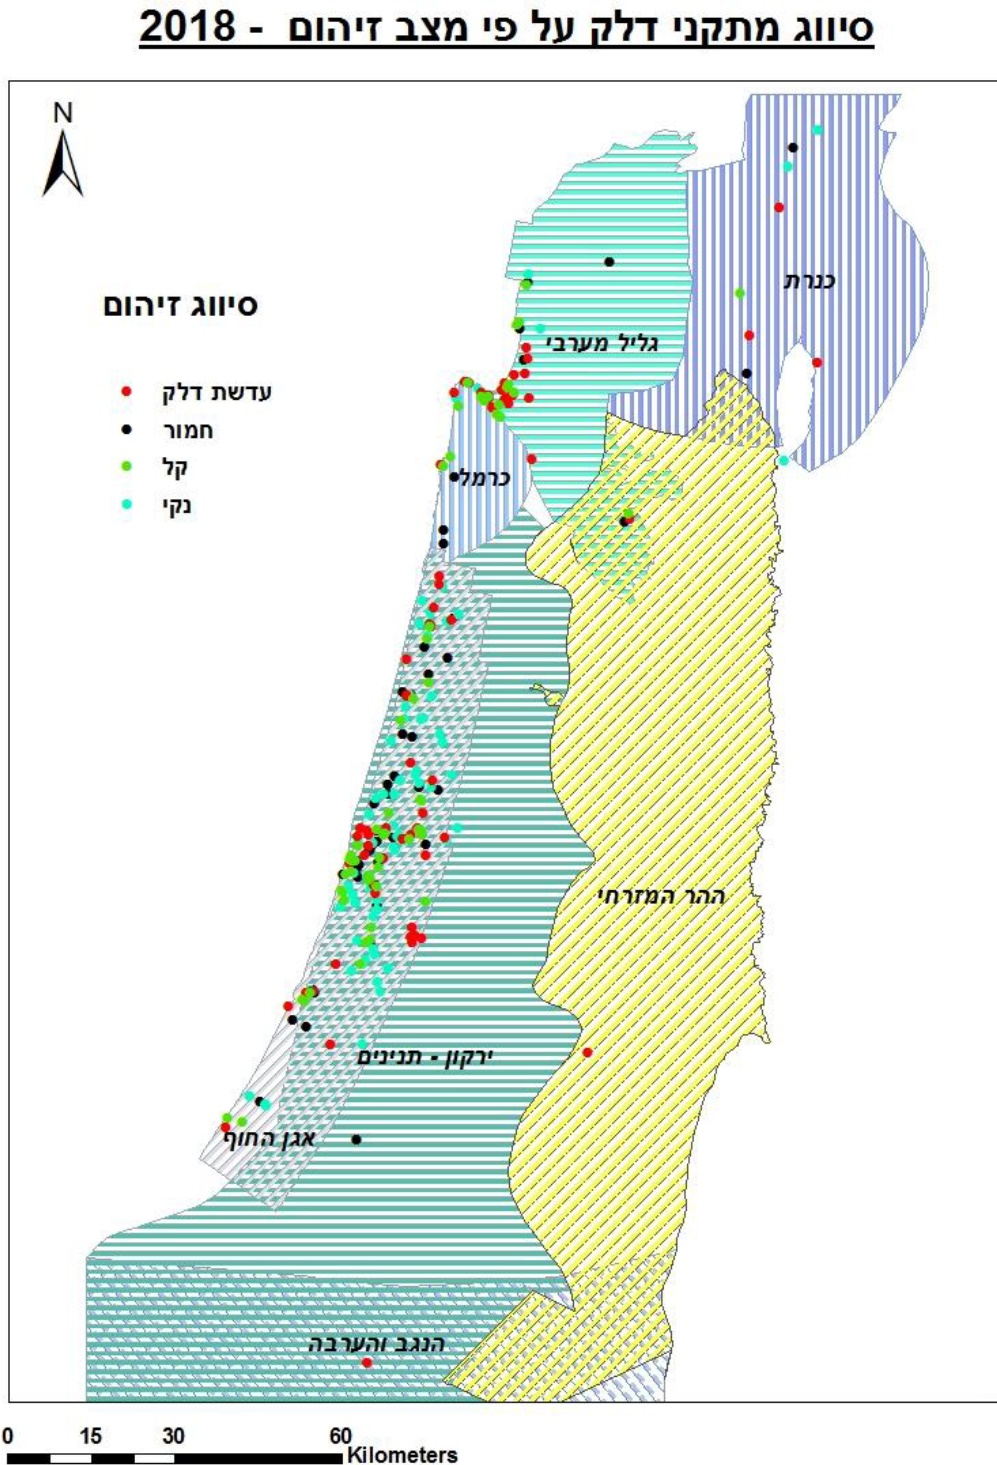 סיווג מתקני דלק על פי מצב זיהום - 2018
N
סיווג זיהום
עדשת דלק
חמור
קל
נקי
כנרת
גליל מערבי
כרמל
ההר המזרחי
ירקון - תנינים
אגן החוף
הנגב והערבה
0 15 30 60
Kilometers